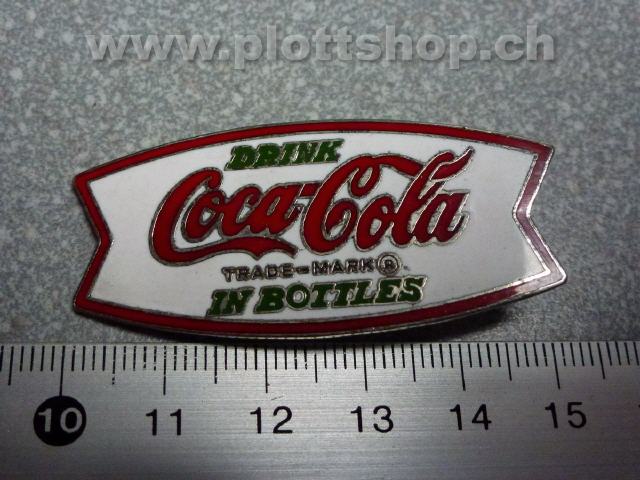 www.plottshop.ch
DRINK
Coca-Cola
TRADE-MARK ®
IN BOTTLES
10 11 12 13 14 15